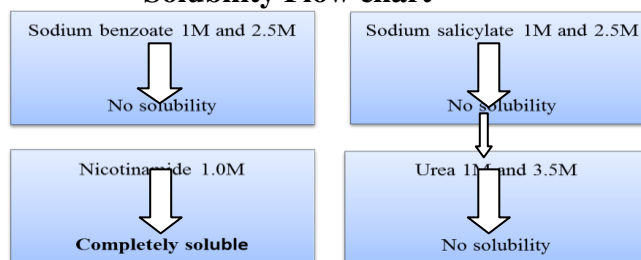 Solubility Flow chart
Sodium benzoate 1M and 2.5M
No solubility
Sodium salicylate 1M and 2.5M
No solubility
Nicotinamide 1.0M
Completely soluble
Urea 1M and 3.5M
No solubility